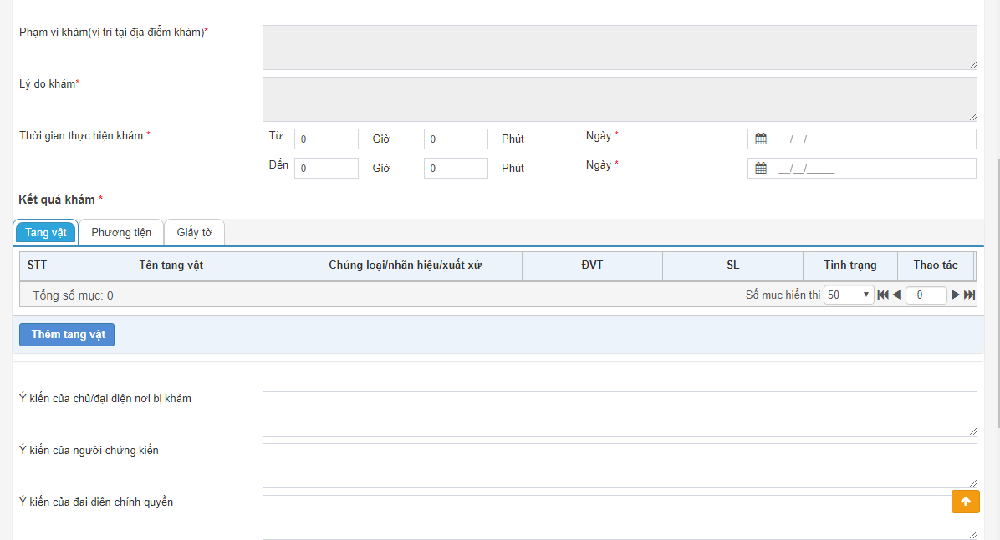 Phạm vi khám(vị trí tại địa điểm khám)*
Lý do khám*
Thời gian thực hiện khám * Từ 0 Giờ 0 Phút Ngày * __/__/_____
Đến 0 Giờ 0 Phút Ngày * __/__/_____
Kết quả khám *
Tang vật Phương tiện Giấy tờ
STT Tên tang vật Chủng loại/nhãn hiệu/xuất xứ ĐVT SL Tình trạng Thao tác
Tổng số mục: 0 Số mục hiển thị 50 0
Thêm tang vật
Ý kiến của chủ/đại diện nơi bị khám
Ý kiến của người chứng kiến
Ý kiến của đại diện chính quyền